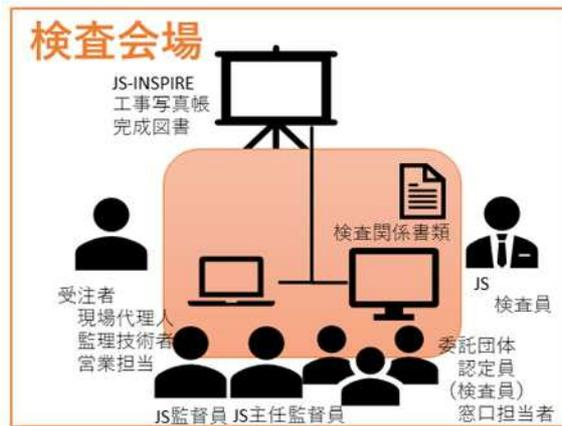 検査会場
JS-INSPIRE
工事写真帳
完成図書
検査関係書類
受注者
現場代理人
監理技術者
営業担当
JS
検査員
委託団体
認定員
（検査員）
窓口担当者
JS監督員 JS主任監督員